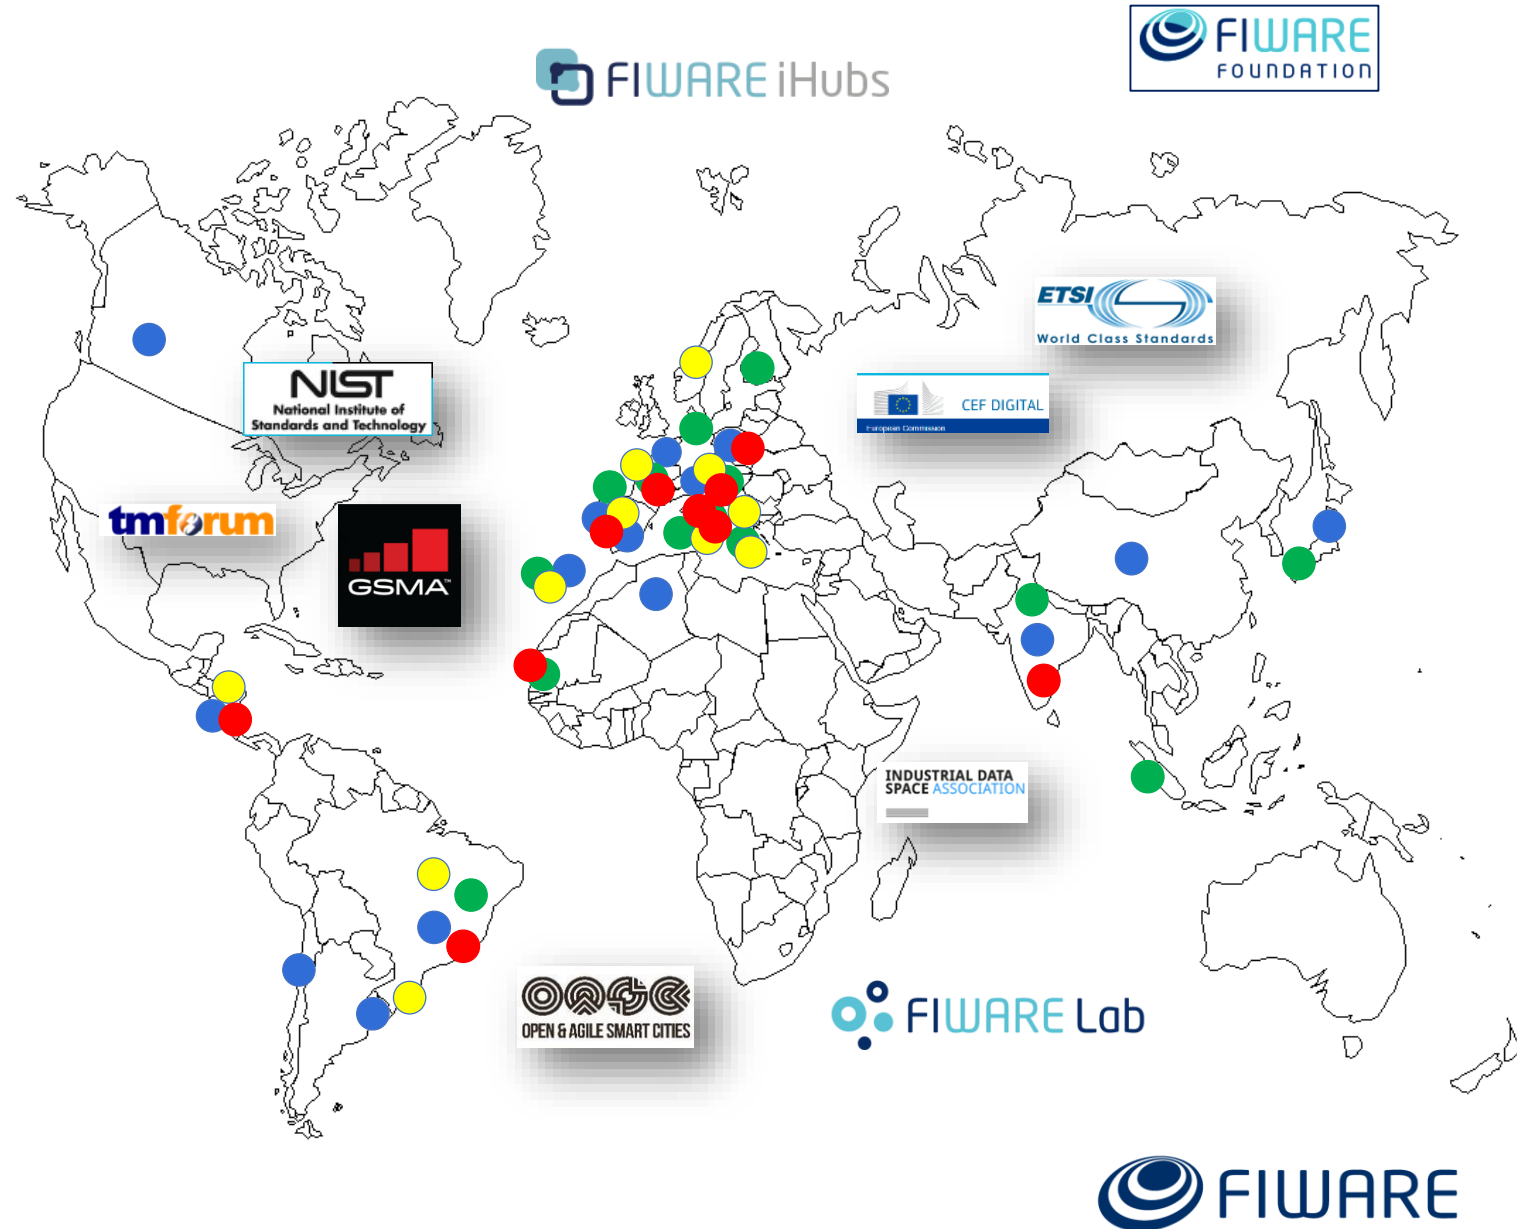 FIWARE
FOUNDATION
FIWARE iHubs
ETSI
World Class Standards
NIST
National Institute of
Standards and Technology
CEF DIGITAL
European Commission
tmforum
GSMA™
INDUSTRIAL DATA
SPACE ASSOCIATION
OPEN & AGILE SMART CITIES
FIWARE Lab
FIWARE